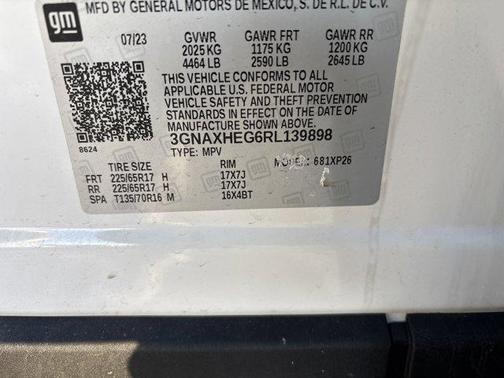 MFD BY GENERAL MOTORS DE MEXICO, S. DE R.L. DE C.V.
gm
07/23 GVWR GAWR FRT GAWR RR
2025 KG 1175 KG 1200 KG
4464 LB 2590 LB 2645 LB
THIS VEHICLE CONFORMS TO ALL
APPLICABLE U.S. FEDERAL MOTOR
VEHICLE SAFETY AND THEFT PREVENTION
STANDARDS IN EFFECT ON THE DATE OF
MANUFACTURE SHOWN ABOVE.
3GNAXHEG6RL139898
8624 TYPE: MPV
TIRE SIZE RIM MODEL: 681XP26
FRT 225/65R17 H 17X7J
RR 225/65R17 H 17X7J
SPA T135/70R16 M 16X4BT